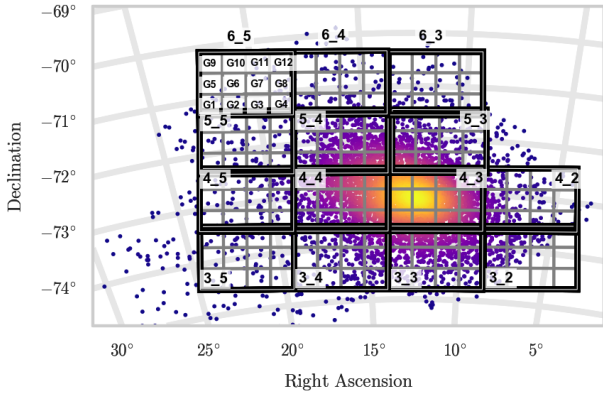 −69°
6_5 6_4 6_3
−70°
G9 G10 G11 G12
G5 G6 G7 G8
G1 G2 G3 G4
−71°
5_5 5_4 5_3
−72°
4_5 4_4 4_3 4_2
−73°
3_5 3_4 3_3 3_2
−74°
Declination
30° 25° 20° 15° 10° 5°
Right Ascension